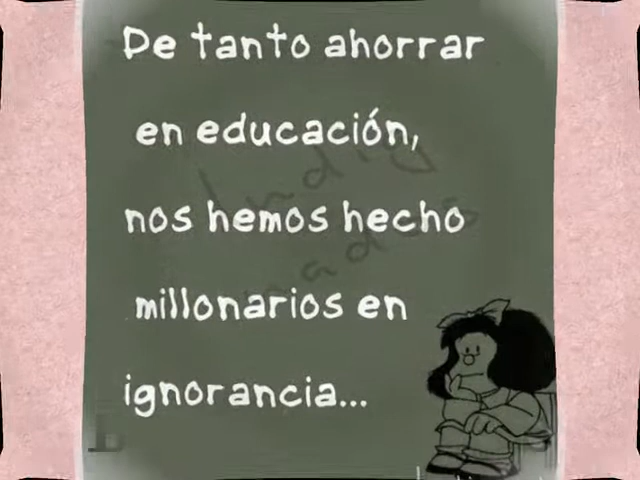 De tanto ahorrar
en educación,
nos hemos hecho
millonarios en
ignorancia...